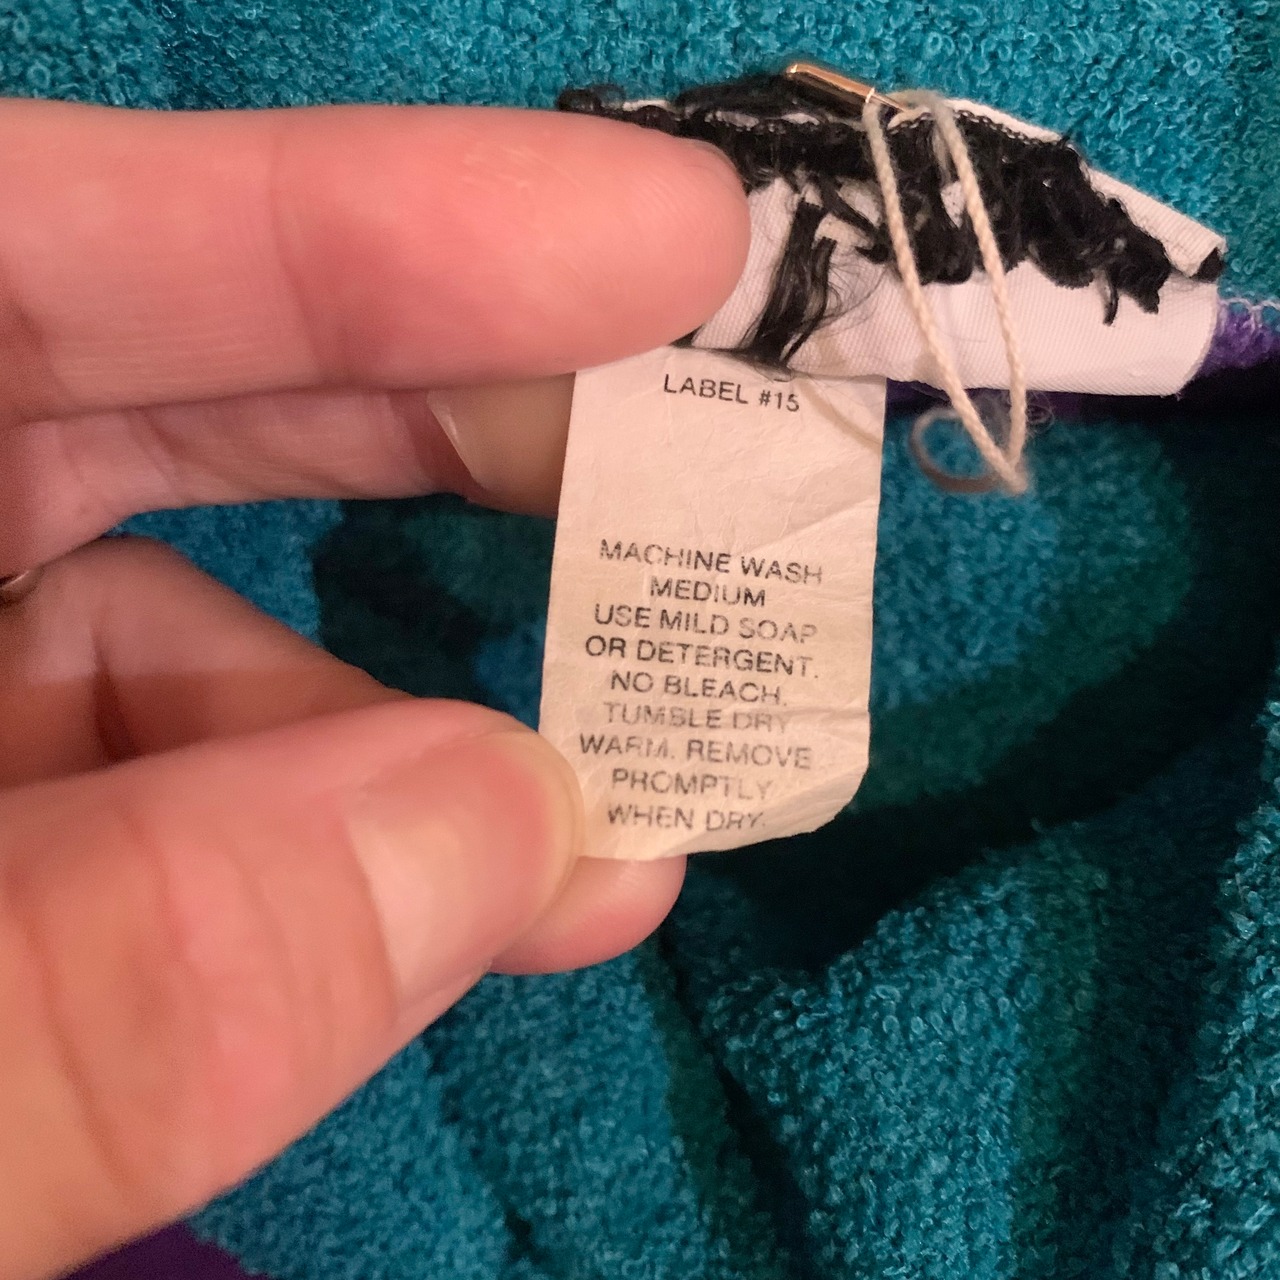 LABEL #15
MACHINE WASH
MEDIUM
USE MILD SOAP
OR DETERGENT.
NO BLEACH.
TUMBLE DRY
WARM. REMOVE
PROMPTLY
WHEN DRY.